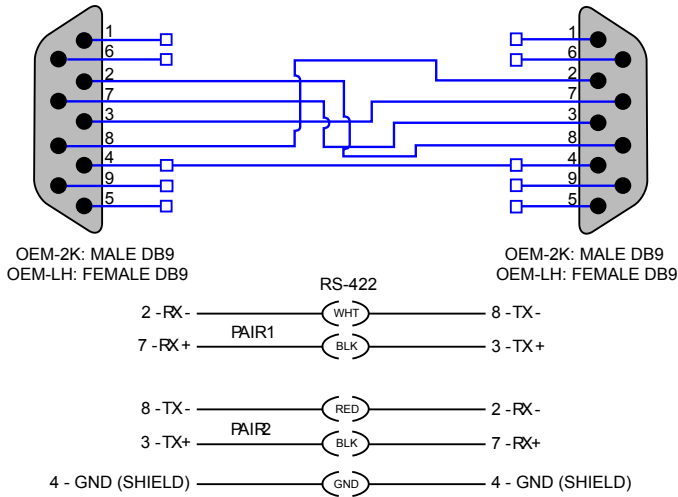 1 1
6 6
2 2
7 7
3 3
8 8
4 4
9 9
5 5
OEM-2K: MALE DB9 OEM-2K: MALE DB9
OEM-LH: FEMALE DB9 OEM-LH: FEMALE DB9
RS-422
2 -RX- WHT 8 -TX-
PAIR1
7 -RX+ BLK 3 -TX+
8 -TX- RED 2 -RX-
PAIR2
3 -TX+ BLK 7 -RX+
4 - GND (SHIELD) GND 4 - GND (SHIELD)